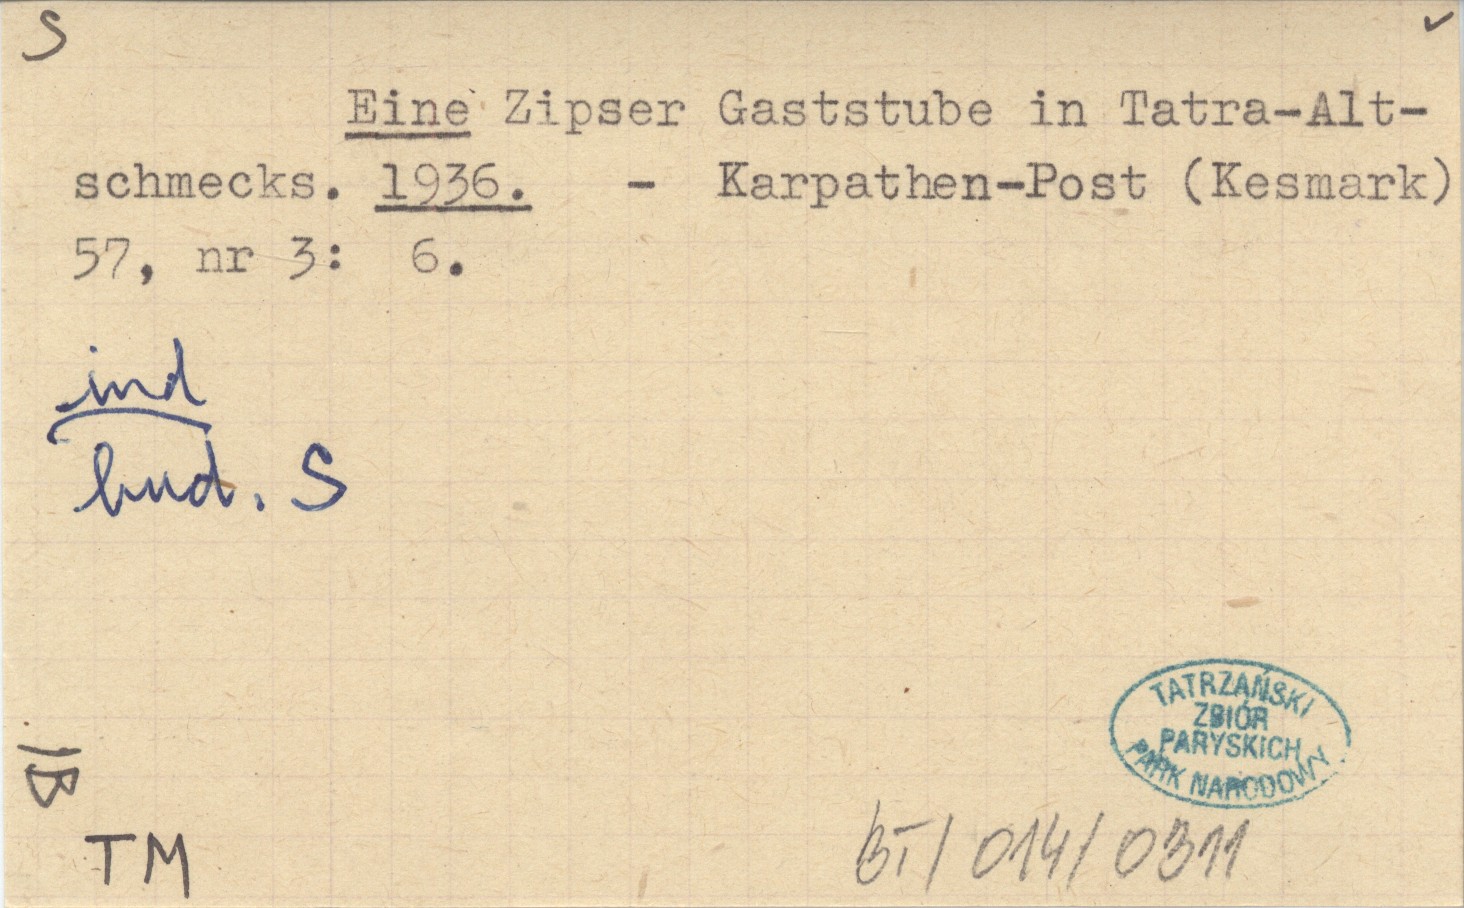 S ✓
Eine Zipser Gaststube in Tatra-Alt-
schmecks. 1936. - Karpathen-Post (Kesmark)
57, nr 3: 6.
ind
bud. S
TATRZAŃSKI
ZBIÓR
PARYSKICH
PARK NARODOWY
B
TM
BT/014/0311